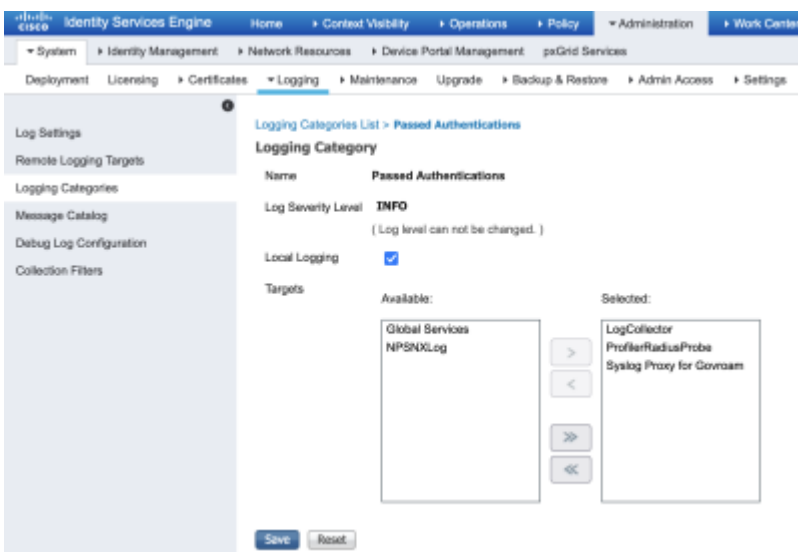 cisco Identity Services Engine Home Context Visibility Operations Policy Administration Work Center
System Identity Management Network Resources Device Portal Management pxGrid Services
Deployment Licensing Certificates Logging Maintenance Upgrade Backup & Restore Admin Access Settings
Log Settings
Remote Logging Targets
Logging Categories
Message Catalog
Debug Log Configuration
Collection Filters
Logging Categories List > Passed Authentications
Logging Category
Name Passed Authentications
Log Severity Level INFO
( Log level can not be changed. )
Local Logging
Targets
Available:
Global Services
NPSNXLog
>
<
>>
<<
Selected:
LogCollector
ProfilerRadiusProbe
Syslog Proxy for Govroam
Save Reset